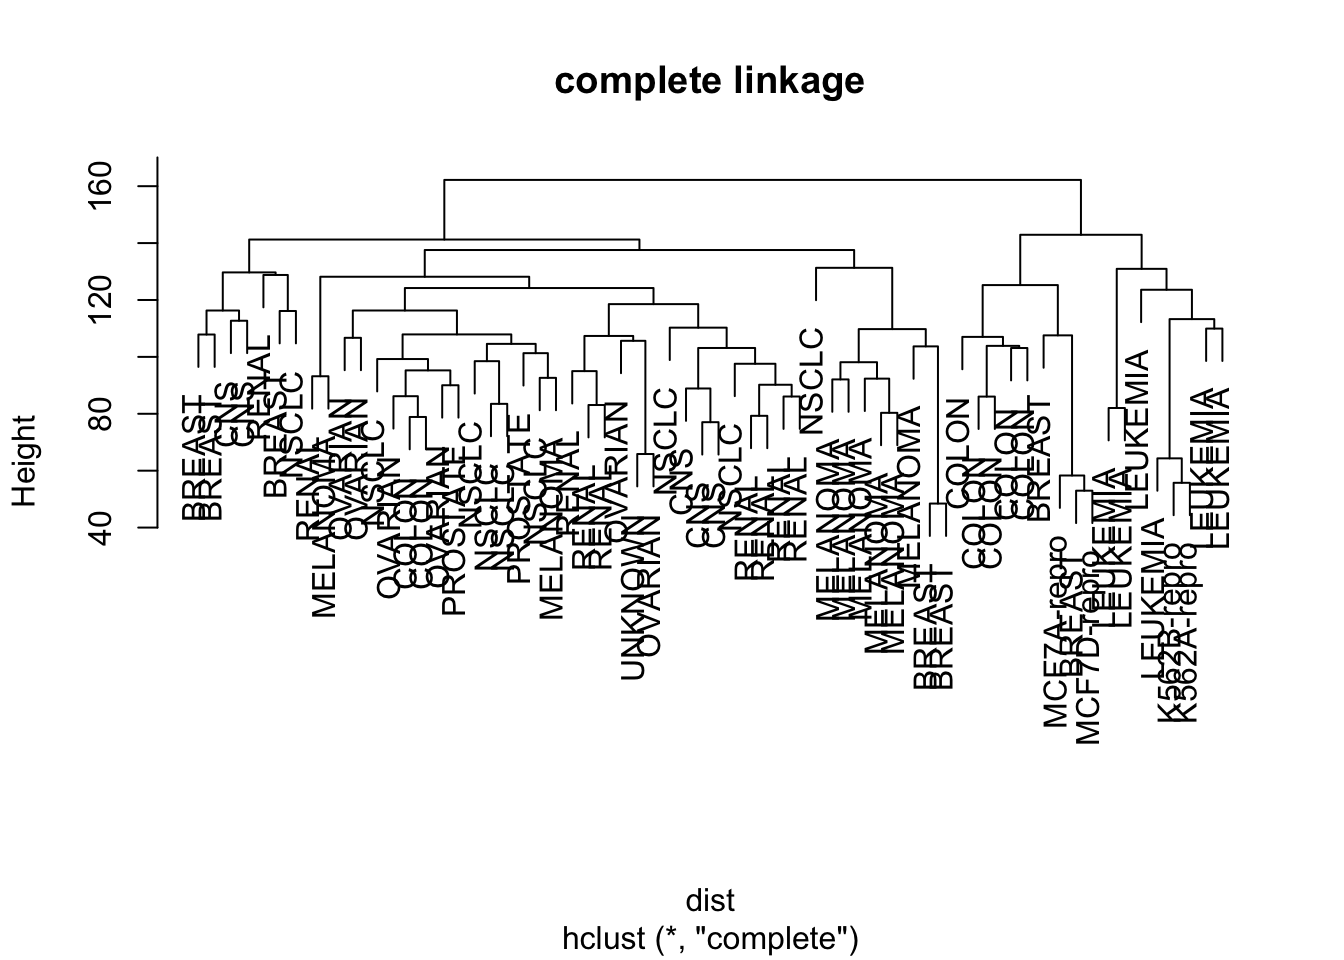 complete linkage
Height
160
120
80
40
BREAST
BREAST
CNS
CNS
RENAL
BREAST
NSCLC
RENAL
MELANOMA
OVARIAN
OVARIAN
NSCLC
OVARIAN
COLON
COLON
OVARIAN
PROSTATE
NSCLC
NSCLC
NSCLC
PROSTATE
NSCLC
MELANOMA
RENAL
RENAL
RENAL
OVARIAN
UNKNOWN
OVARIAN
NSCLC
CNS
CNS
CNS
NSCLC
RENAL
RENAL
RENAL
RENAL
NSCLC
MELANOMA
MELANOMA
MELANOMA
MELANOMA
MELANOMA
MELANOMA
BREAST
BREAST
COLON
COLON
COLON
COLON
COLON
BREAST
MCF7A-repro
BREAST
MCF7D-repro
LEUKEMIA
LEUKEMIA
LEUKEMIA
LEUKEMIA
K562B-repr8
K562A-repr8
LEUKEMIA
LEUKEMIA
dist
hclust (*, "complete")